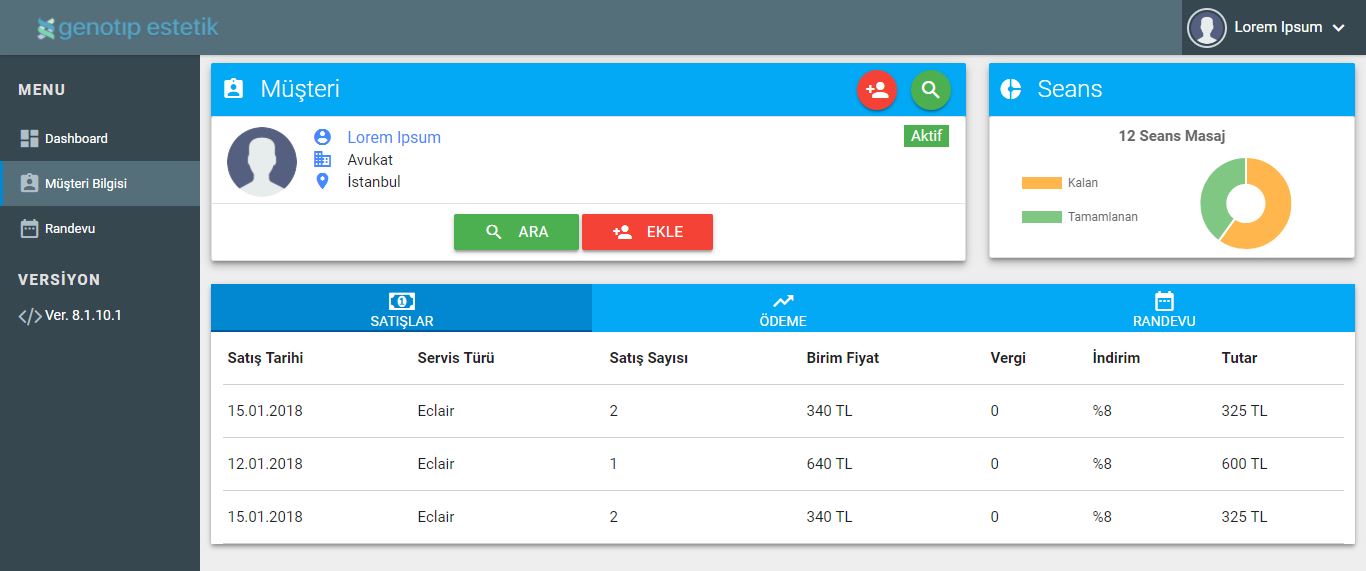 genotıp estetik
Lorem Ipsum
MENU
Dashboard
Müşteri Bilgisi
Randevu
VERSİYON
Ver. 8.1.10.1
Müşteri
Lorem Ipsum
Aktif
Avukat
İstanbul
ARA EKLE
Seans
12 Seans Masaj
Kalan
Tamamlanan
SATIŞLAR ÖDEME RANDEVU
Satış Tarihi Servis Türü Satış Sayısı Birim Fiyat Vergi İndirim Tutar
15.01.2018 Eclair 2 340 TL 0 %8 325 TL
12.01.2018 Eclair 1 640 TL 0 %8 600 TL
15.01.2018 Eclair 2 340 TL 0 %8 325 TL